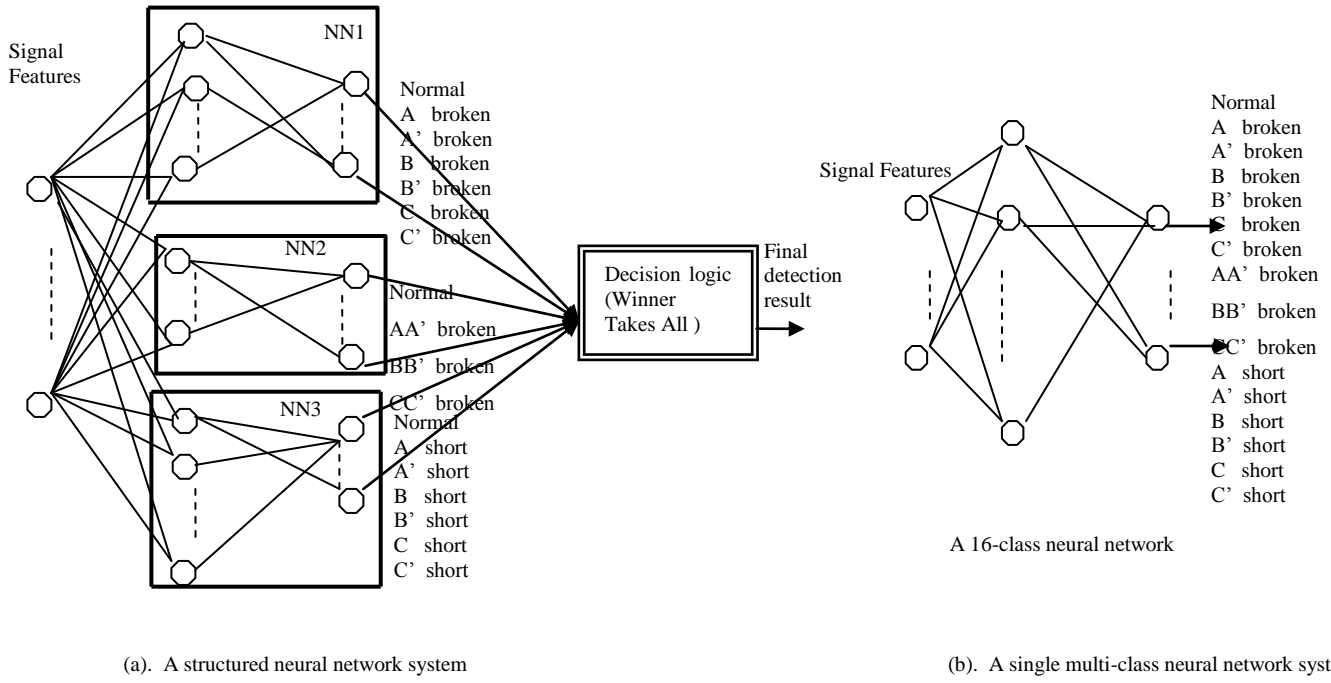 Signal
Features
NN1
Normal
A broken
A’ broken
B broken
B’ broken
C broken
C’ broken
NN2
Normal
AA’ broken
BB’ broken
CC’ broken
NN3
Normal
A short
A’ short
B short
B’ short
C short
C’ short
Decision logic
(Winner
Takes All )
Final
detection
result
(a). A structured neural network system
Signal Features
Normal
A broken
A’ broken
B broken
B’ broken
C broken
C’ broken
AA’ broken
BB’ broken
CC’ broken
A short
A’ short
B short
B’ short
C short
C’ short
A 16-class neural network
(b). A single multi-class neural network syst